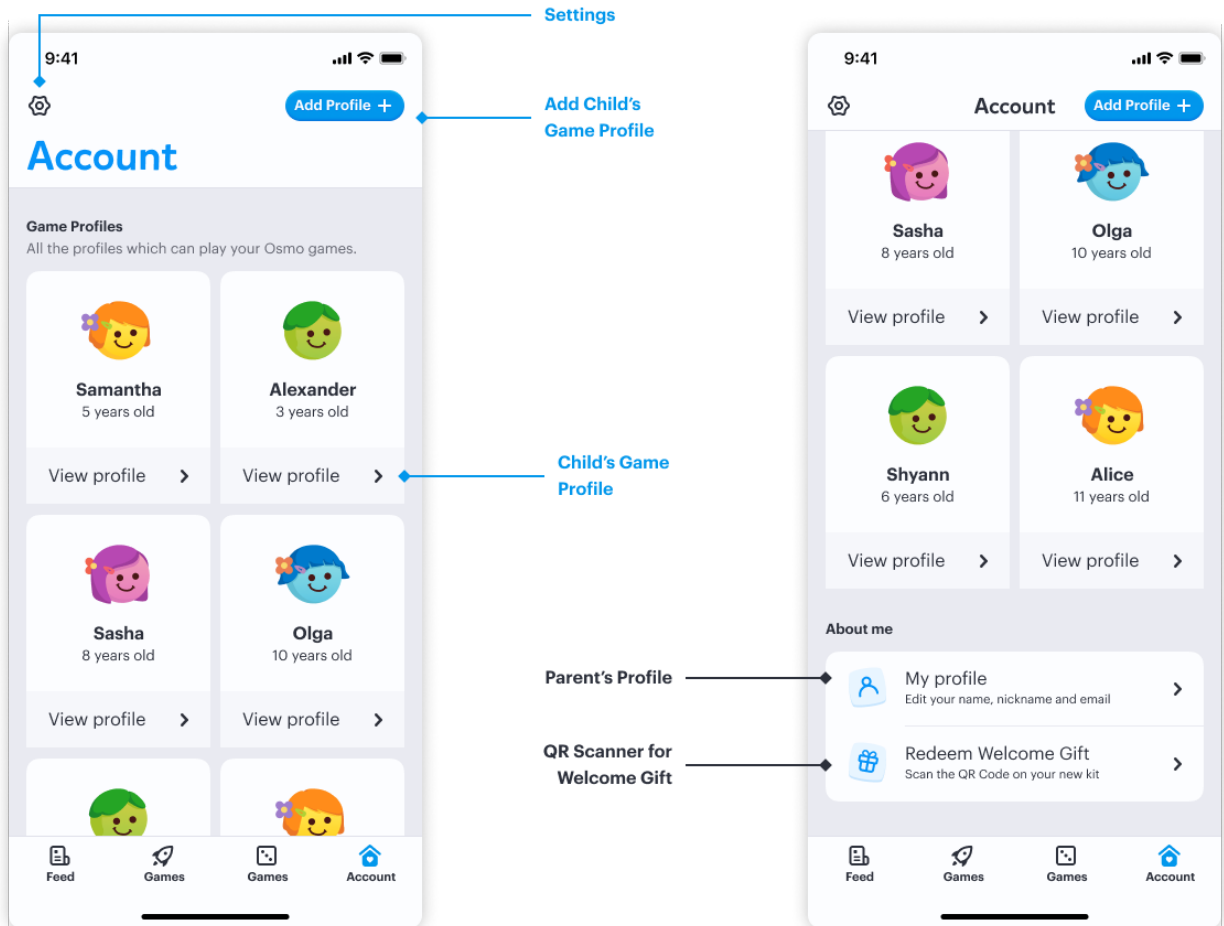 Settings
9:41
Add Profile +
Account
Add Child's
Game Profile
Game Profiles
All the profiles which can play your Osmo games.
Samantha
5 years old
Alexander
3 years old
View profile
View profile
Child's Game
Profile
Sasha
8 years old
Olga
10 years old
View profile
View profile
Feed
Games
Games
Account
9:41
Account
Add Profile +
Sasha
8 years old
Olga
10 years old
View profile
View profile
Shyann
6 years old
Alice
11 years old
View profile
View profile
About me
Parent's Profile
My profile
Edit your name, nickname and email
QR Scanner for
Welcome Gift
Redeem Welcome Gift
Scan the QR Code on your new kit
Feed
Games
Games
Account